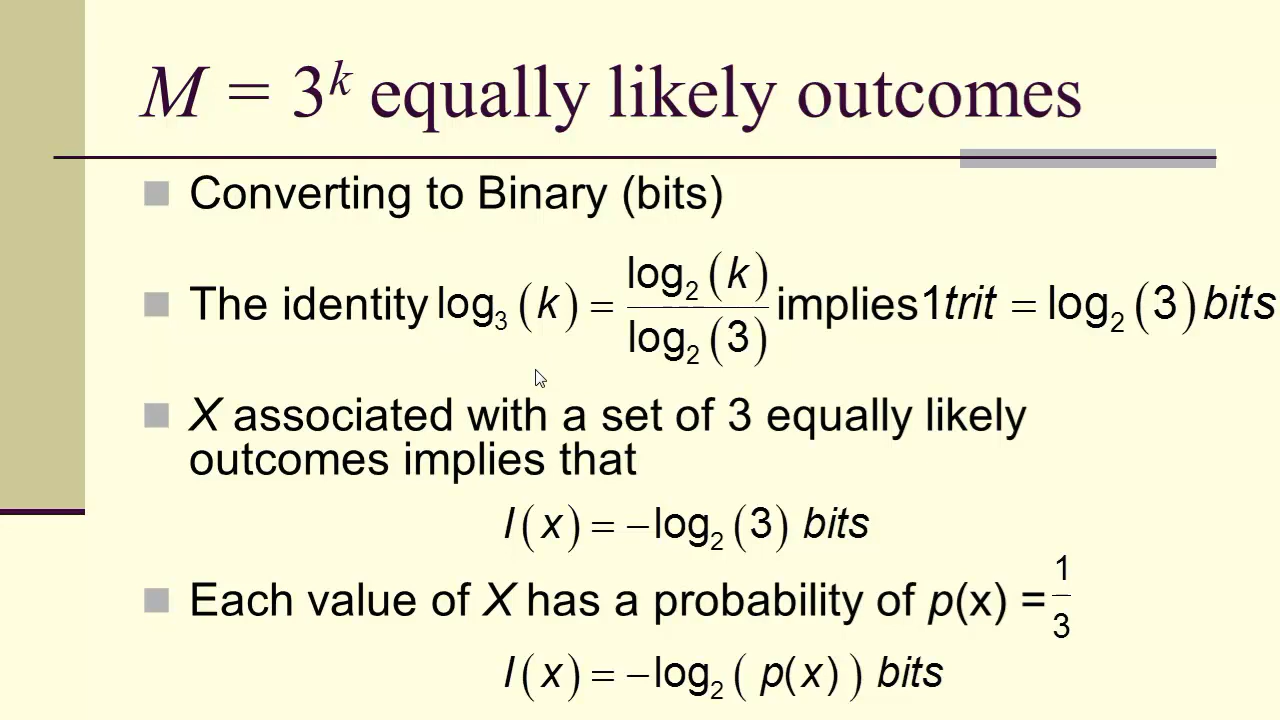 M = 3^k equally likely outcomes
Converting to Binary (bits)
The identity log₃(k) = log₂(k) / log₂(3) implies 1trit = log₂(3) bits
X associated with a set of 3 equally likely
outcomes implies that
I(x) = −log₂(3) bits
Each value of X has a probability of p(x) = 1/3
I(x) = −log₂( p(x) ) bits